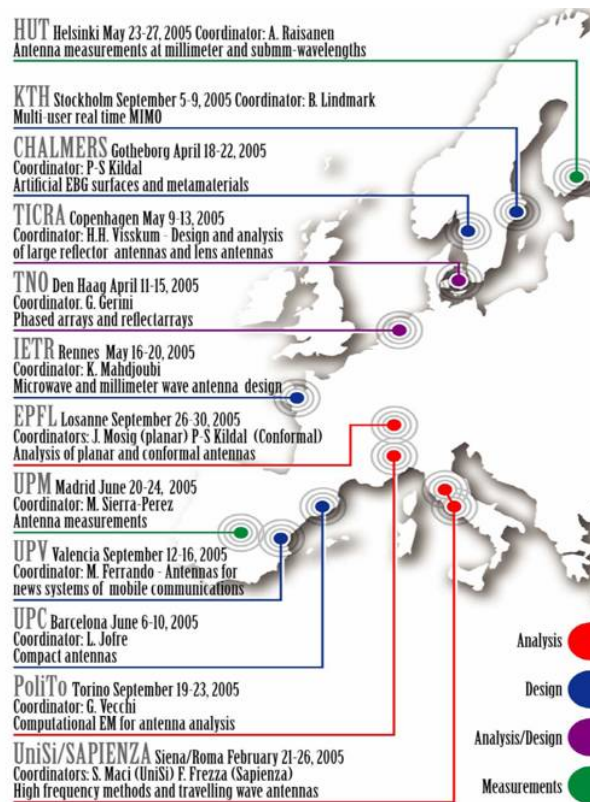 HUT Helsinki May 23-27, 2005 Coordinator: A. Raisanen
Antenna measurements at millimeter and submm-wavelengths
KTH Stockholm September 5-9, 2005 Coordinator: B. Lindmark
Multi-user real time MIMO
CHALMERS Gotheborg April 18-22, 2005
Coordinator: P-S Kildal
Artificial EBG surfaces and metamaterials
TICRA Copenhagen May 9-13, 2005
Coordinator: H.H. Visskum - Design and analysis
of large reflector antennas and lens antennas
TNO Den Haag April 11-15, 2005
Coordinator. G. Gerini
Phased arrays and reflectarrays
IETR Rennes May 16-20, 2005
Coordinator: K. Mahdjoubi
Microwave and millimeter wave antenna design
EPFL Losanne September 26-30, 2005
Coordinators: J. Mosig (planar) P-S Kildal (Conformal)
Analysis of planar and conformal antennas
UPM Madrid June 20-24, 2005
Coordinator: M. Sierra-Perez
Antenna measurements
UPV Valencia September 12-16, 2005
Coordinator: M. Ferrando - Antennas for
news systems of mobile communications
UPC Barcelona June 6-10, 2005
Coordinator: L. Jofre
Compact antennas
PoliTo Torino September 19-23, 2005
Coordinator: G. Vecchi
Computational EM for antenna analysis
UniSi/SAPIENZA Siena/Roma February 21-26, 2005
Coordinators: S. Maci (UniSi) F. Frezza (Sapienza)
High frequency methods and travelling wave antennas
Analysis
Design
Analysis/Design
Measurements